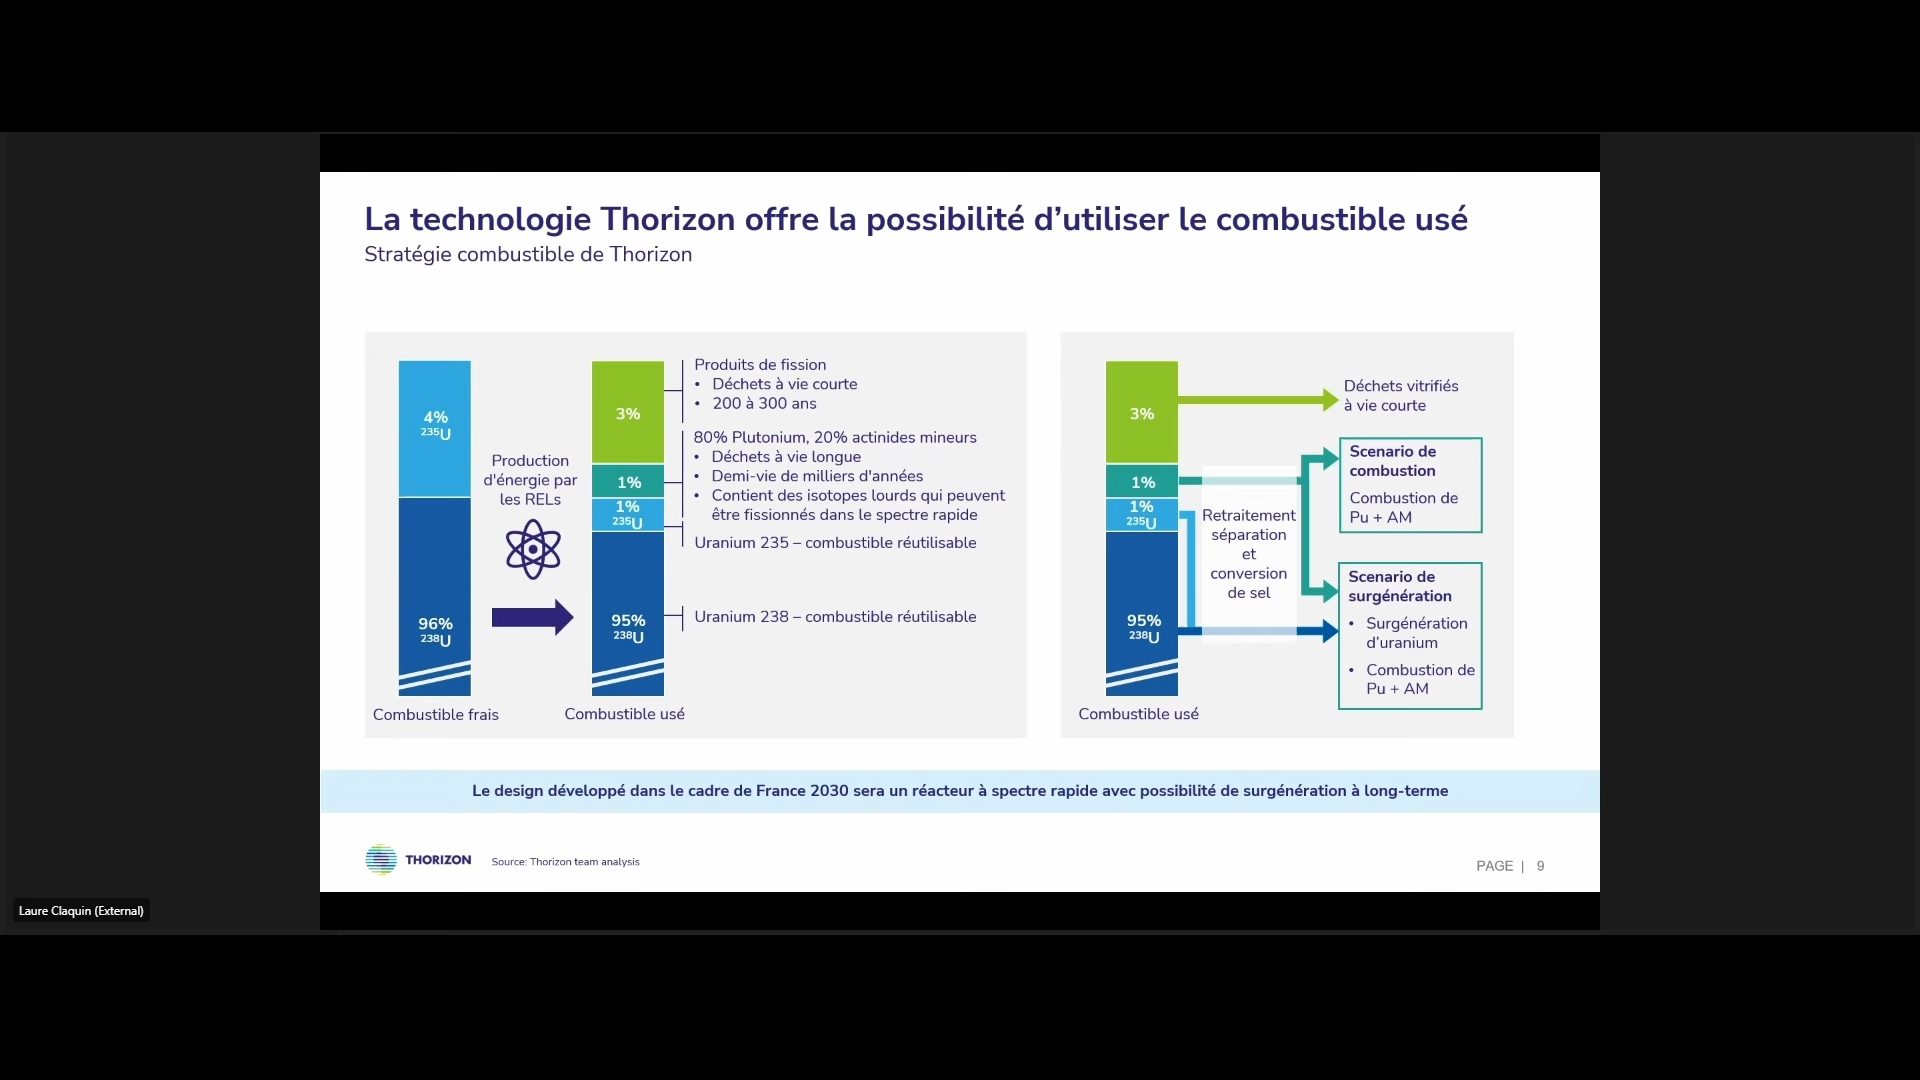 La technologie Thorizon offre la possibilité d’utiliser le combustible usé
Stratégie combustible de Thorizon
4%
235U
96%
238U
Combustible frais
Production
d'énergie par
les RELs
3%
1%
1%
235U
95%
238U
Combustible usé
Produits de fission
• Déchets à vie courte
• 200 à 300 ans
80% Plutonium, 20% actinides mineurs
• Déchets à vie longue
• Demi-vie de milliers d'années
• Contient des isotopes lourds qui peuvent
être fissionnés dans le spectre rapide
Uranium 235 – combustible réutilisable
Uranium 238 – combustible réutilisable
3%
1%
1%
235U
95%
238U
Combustible usé
Retraitement
séparation
et
conversion
de sel
Déchets vitrifiés
à vie courte
Scenario de
combustion
Combustion de
Pu + AM
Scenario de
surgénération
• Surgénération
d’uranium
• Combustion de
Pu + AM
Le design développé dans le cadre de France 2030 sera un réacteur à spectre rapide avec possibilité de surgénération à long-terme
THORIZON
Source: Thorizon team analysis
PAGE | 9
Laure Claquin (External)